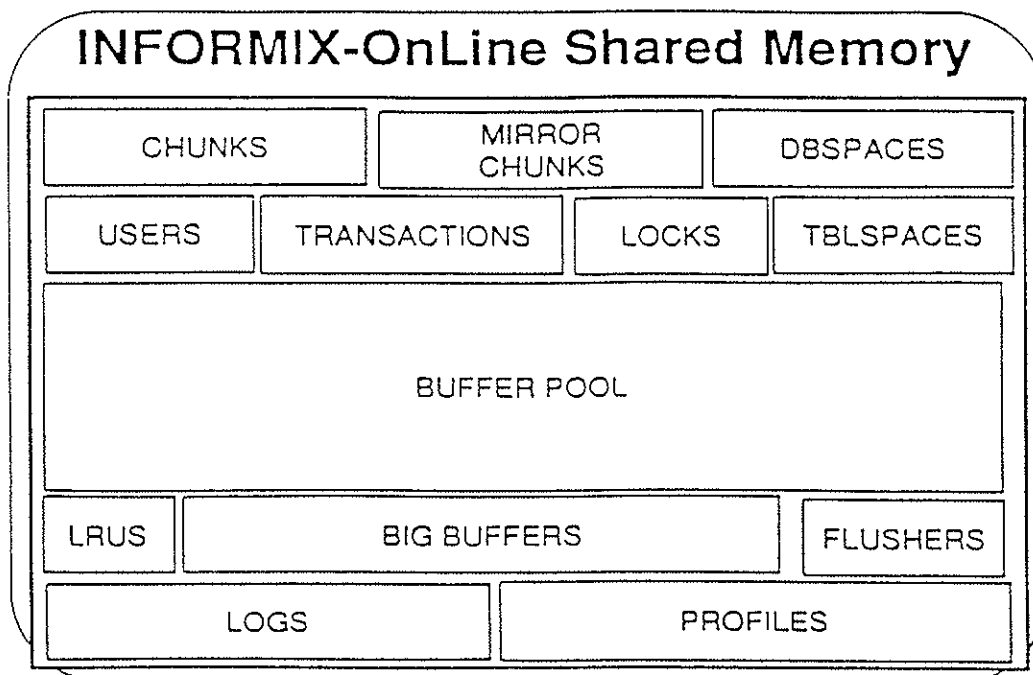 INFORMIX-OnLine Shared Memory
CHUNKS
MIRROR
CHUNKS
DBSPACES
USERS
TRANSACTIONS
LOCKS
TBLSPACES
BUFFER POOL
LRUS
BIG BUFFERS
FLUSHERS
LOGS
PROFILES